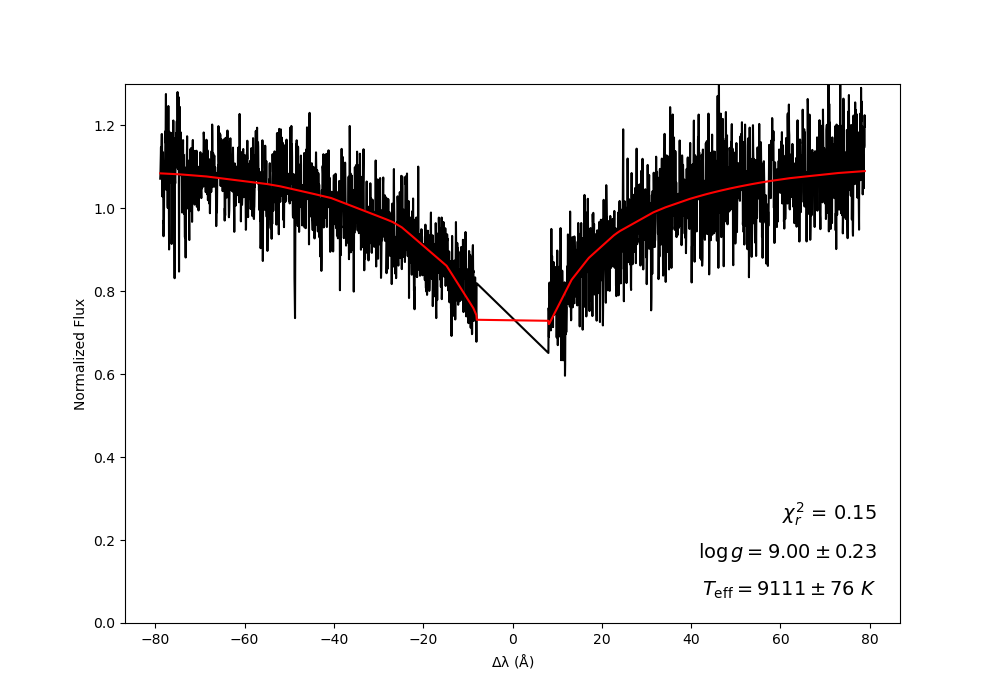 1.2
1.0
0.8
0.6
0.4
0.2
0.0
Normalized Flux
χ²ᵣ = 0.15
log g = 9.00 ± 0.23
T_eff = 9111 ± 76 K
−80 −60 −40 −20 0 20 40 60 80
Δλ (Å)